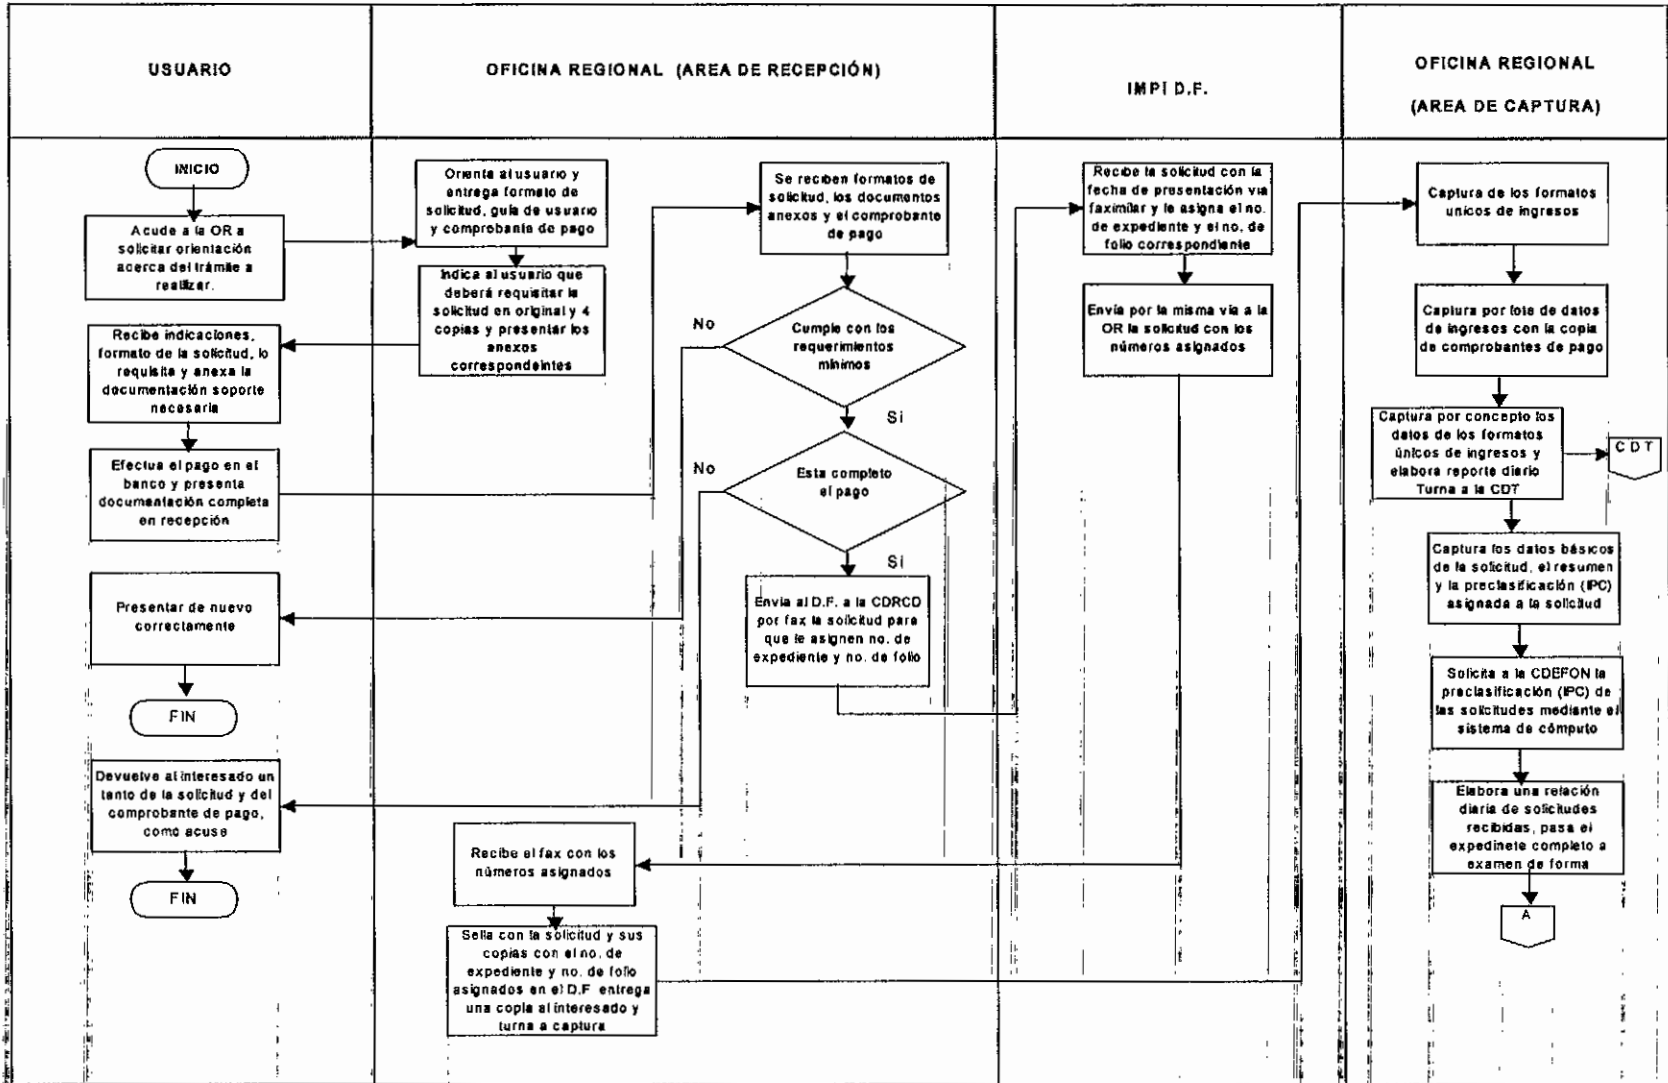 USUARIO
OFICINA REGIONAL (AREA DE RECEPCIÓN)
IMPI D.F.
OFICINA REGIONAL
(AREA DE CAPTURA)
INICIO
Acude a la OR a
solicitar orientación
acerca del trámite a
realizar.
Recibe indicaciones,
formato de la solicitud, lo
requisita y anexa la
documentación soporte
necesaria
Efectua el pago en el
banco y presenta
documentación completa
en recepción
Presentar de nuevo
correctamente
FIN
Devuelve al interesado un
tanto de la solicitud y del
comprobante de pago,
como acuse
FIN
Orienta al usuario y
entrega formato de
solicitud, guía de usuario
y comprobante de pago
Indica al usuario que
deberá requisitar la
solicitud en original y 4
copias y presentar los
anexos
correspondeintes
Se reciben formatos de
solicitud, los documentos
anexos y el comprobante
de pago
No
Cumple con los
requerimientos
mínimos
Si
No
Esta completo
el pago
Si
Envía al D.F. a la CDRCD
por fax la solicitud para
que le asignen no. de
expediente y no. de folio
Recibe el fax con los
números asignados
Sella con la solicitud y sus
copias con el no. de
expediente y no. de folio
asignados en el D.F entrega
una copia al interesado y
turna a captura
Recibe la solicitud con la
fecha de presentación via
faximilar y le asigna el no.
de expediente y el no. de
folio correspondiente
Envía por la misma vía a la
OR la solicitud con los
números asignados
Captura de los formatos
unicos de ingresos
Captura por lote de datos
de ingresos con la copia
de comprobantes de pago
Captura por concepto los
datos de los formatos
únicos de ingresos y
elabora reporte diario
Turna a la CDT
CDT
Captura los datos básicos
de la solicitud, el resumen
y la preclasificación (IPC)
asignada a la solicitud
Solicita a la CDEFON la
preclasificación (IPC) de
las solicitudes mediante el
sistema de cómputo
Elabora una relación
diaria de solicitudes
recibidas, pasa el
expedinete completo a
examen de forma
A